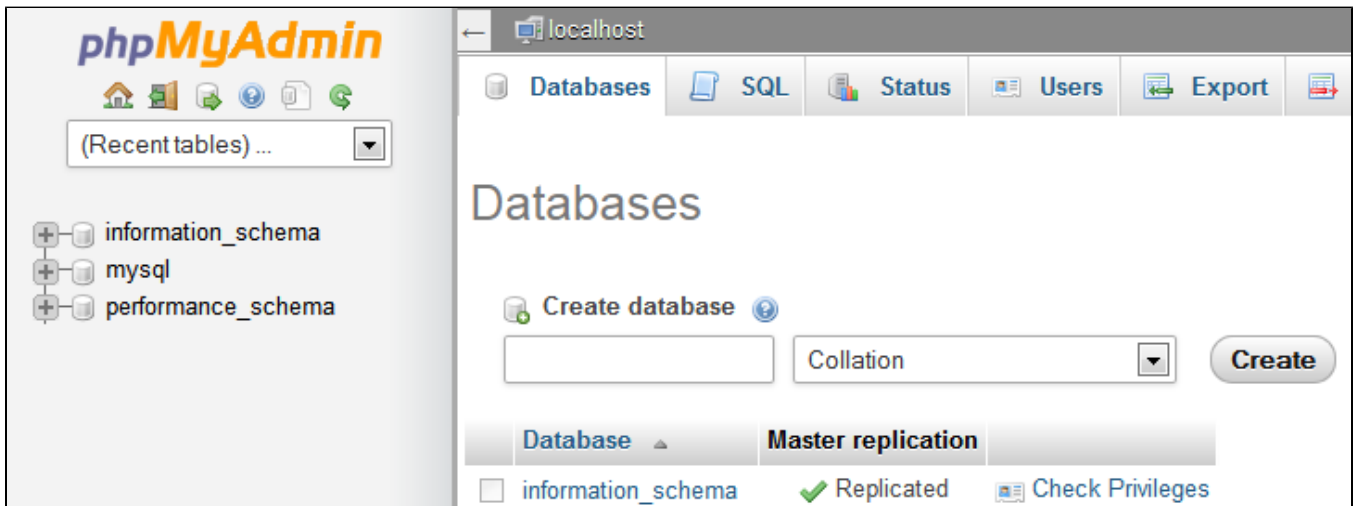 phpMyAdmin
(Recent tables) ...
information_schema
mysql
performance_schema
← localhost
Databases SQL Status Users Export
Databases
Create database
Collation Create
Database Master replication
information_schema Replicated Check Privileges